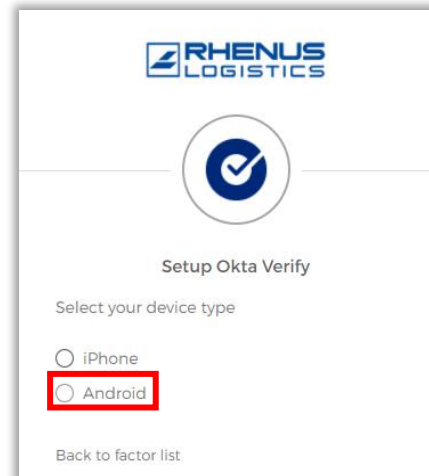 RHENUS
LOGISTICS
Setup Okta Verify
Select your device type
iPhone
Android
Back to factor list